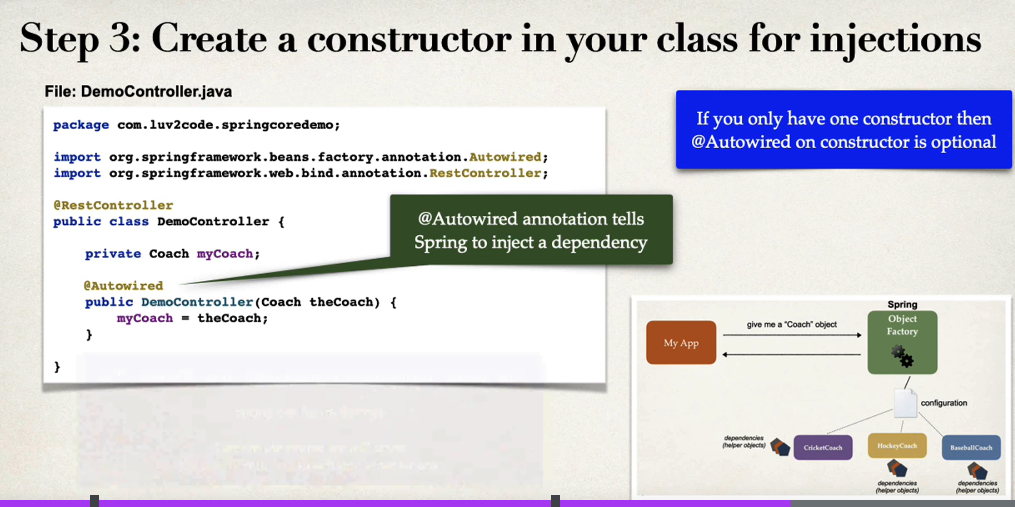 Step 3: Create a constructor in your class for injections
File: DemoController.java
package com.luv2code.springcoredemo;
import org.springframework.beans.factory.annotation.Autowired;
import org.springframework.web.bind.annotation.RestController;
@RestController
public class DemoController {
private Coach myCoach;
@Autowired
public DemoController(Coach theCoach) {
myCoach = theCoach;
}
}
@Autowired annotation tells
Spring to inject a dependency
If you only have one constructor then
@Autowired on constructor is optional
Spring
Object
Factory
My App
give me a "Coach" object
configuration
dependencies
(helper objects)
CricketCoach
HockeyCoach
BaseballCoach
dependencies
(helper objects)
dependencies
(helper objects)